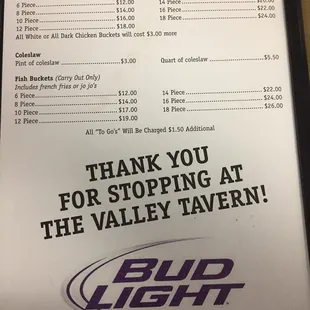 6 Piece $12.00 14 Piece $20.00
8 Piece $14.00 16 Piece $22.00
10 Piece $16.00 18 Piece $24.00
12 Piece $18.00
All White or All Dark Chicken Buckets will cost $3.00 more
Coleslaw
Pint of coleslaw $3.00 Quart of coleslaw $5.50
Fish Buckets (Carry Out Only)
Includes french fries or jo jo's
6 Piece $12.00 14 Piece $22.00
8 Piece $14.00 16 Piece $24.00
10 Piece $17.00 18 Piece $26.00
12 Piece $19.00
All "To Go's" Will Be Charged $1.50 Additional
THANK YOU
FOR STOPPING AT
THE VALLEY TAVERN!
BUD
LIGHT